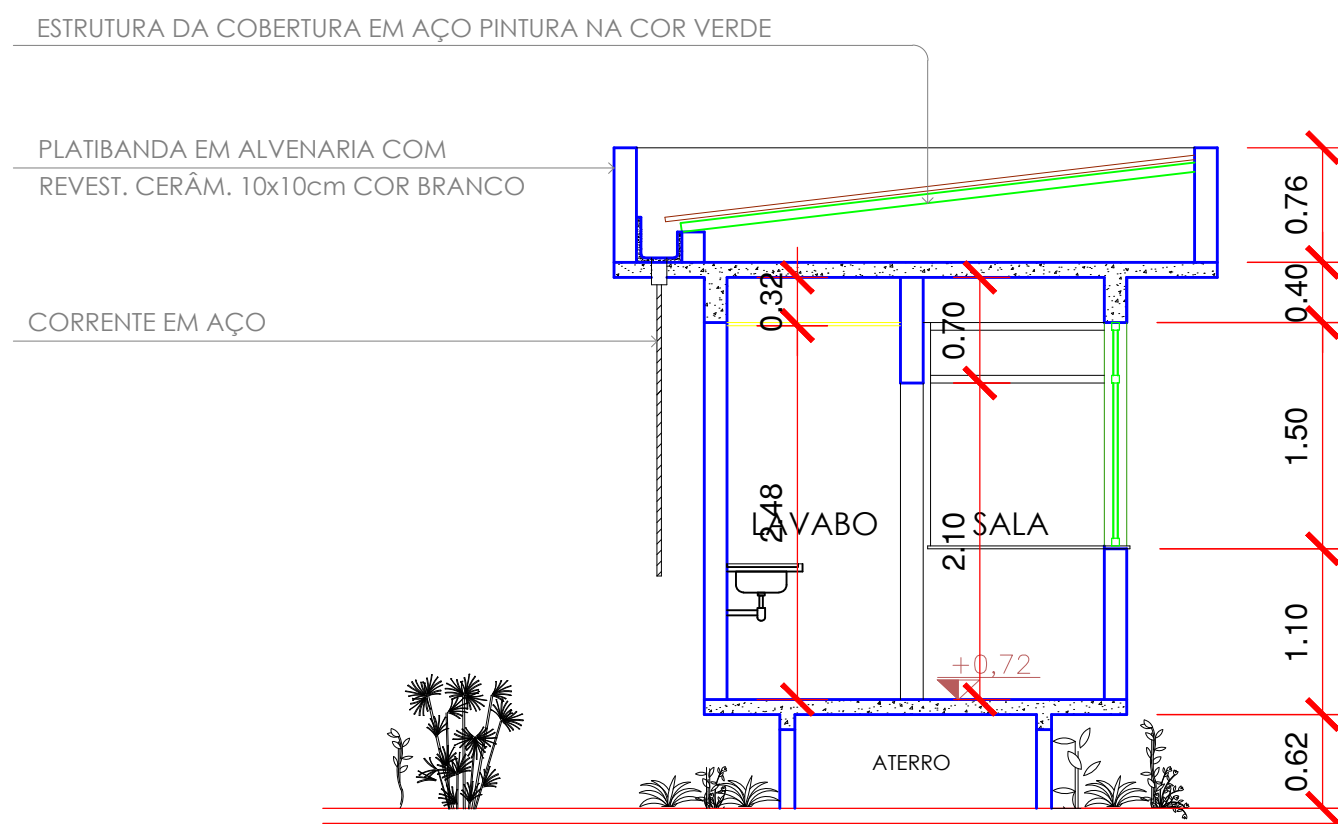 ESTRUTURA DA COBERTURA EM AÇO PINTURA NA COR VERDE
PLATIBANDA EM ALVENARIA COM
REVEST. CERÂM. 10x10cm COR BRANCO
0.76
0.40
0.32
0.70
CORRENTE EM AÇO
1.50
2.48
LAVABO
2.10
SALA
1.10
+0,72
ATERRO
0.62